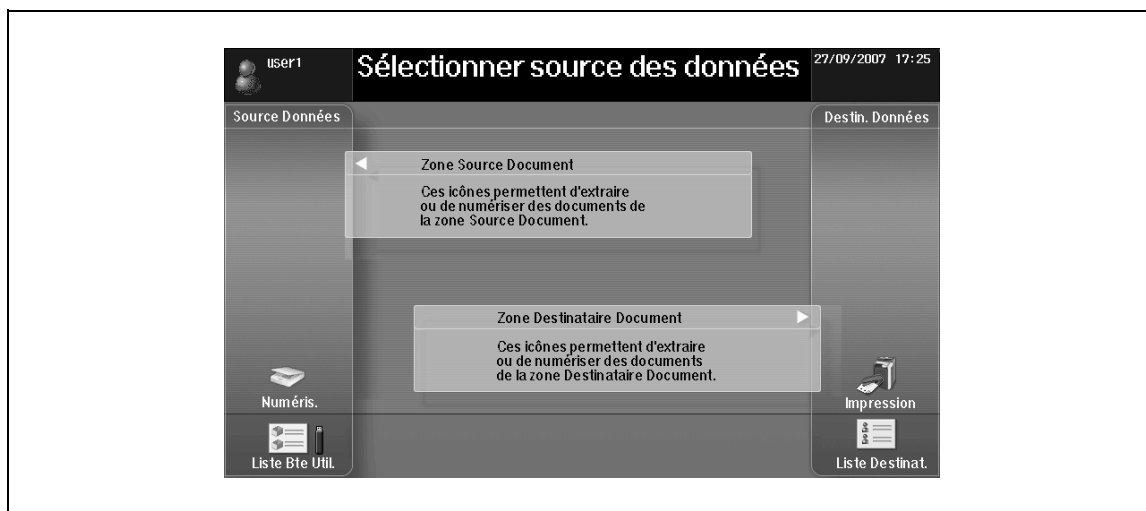 user1
Sélectionner source des données
27/09/2007 17:25
Source Données
Destin. Données
Zone Source Document
Ces icônes permettent d'extraire
ou de numériser des documents de
la zone Source Document.
Zone Destinataire Document
Ces icônes permettent d'extraire
ou de numériser des documents
de la zone Destinataire Document.
Numéris.
Impression
Liste Bte Util.
Liste Destinat.